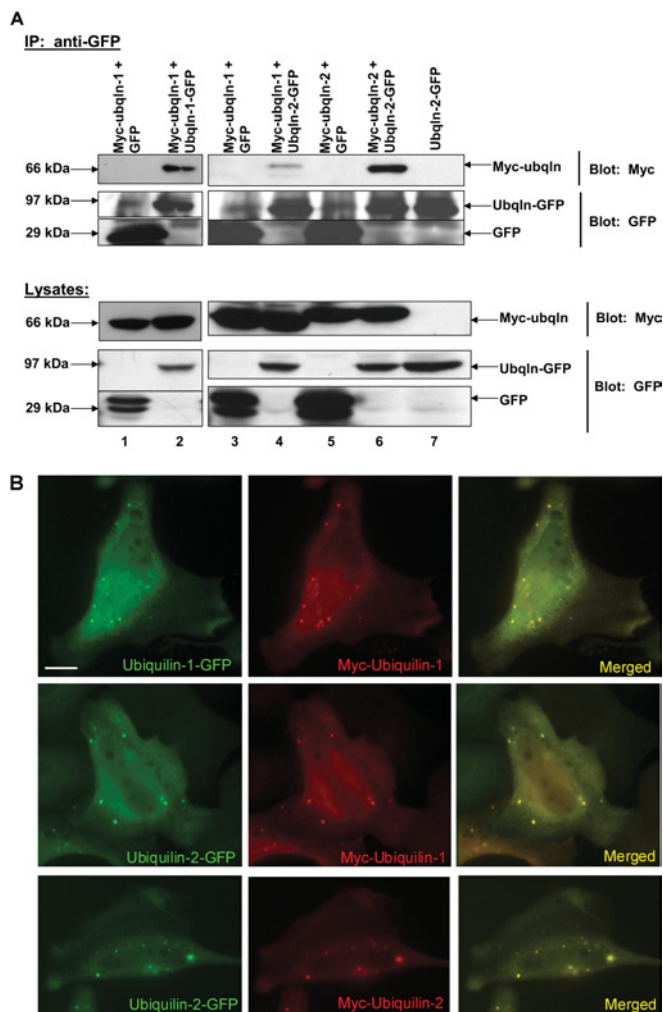 A
IP: anti-GFP
Myc-ubqln-1 +
GFP
Myc-ubqln-1 +
Ubqln-1-GFP
Myc-ubqln-1 +
GFP
Myc-ubqln-1 +
Ubqln-2-GFP
Myc-ubqln-2 +
GFP
Myc-ubqln-2 +
Ubqln-2-GFP
Ubqln-2-GFP
66 kDa Myc-ubqln Blot: Myc
97 kDa Ubqln-GFP
Blot: GFP
29 kDa GFP
Lysates:
66 kDa Myc-ubqln Blot: Myc
97 kDa Ubqln-GFP
Blot: GFP
29 kDa GFP
1 2 3 4 5 6 7
B
Ubiquilin-1-GFP Myc-Ubiquilin-1 Merged
Ubiquilin-2-GFP Myc-Ubiquilin-1 Merged
Ubiquilin-2-GFP Myc-Ubiquilin-2 Merged